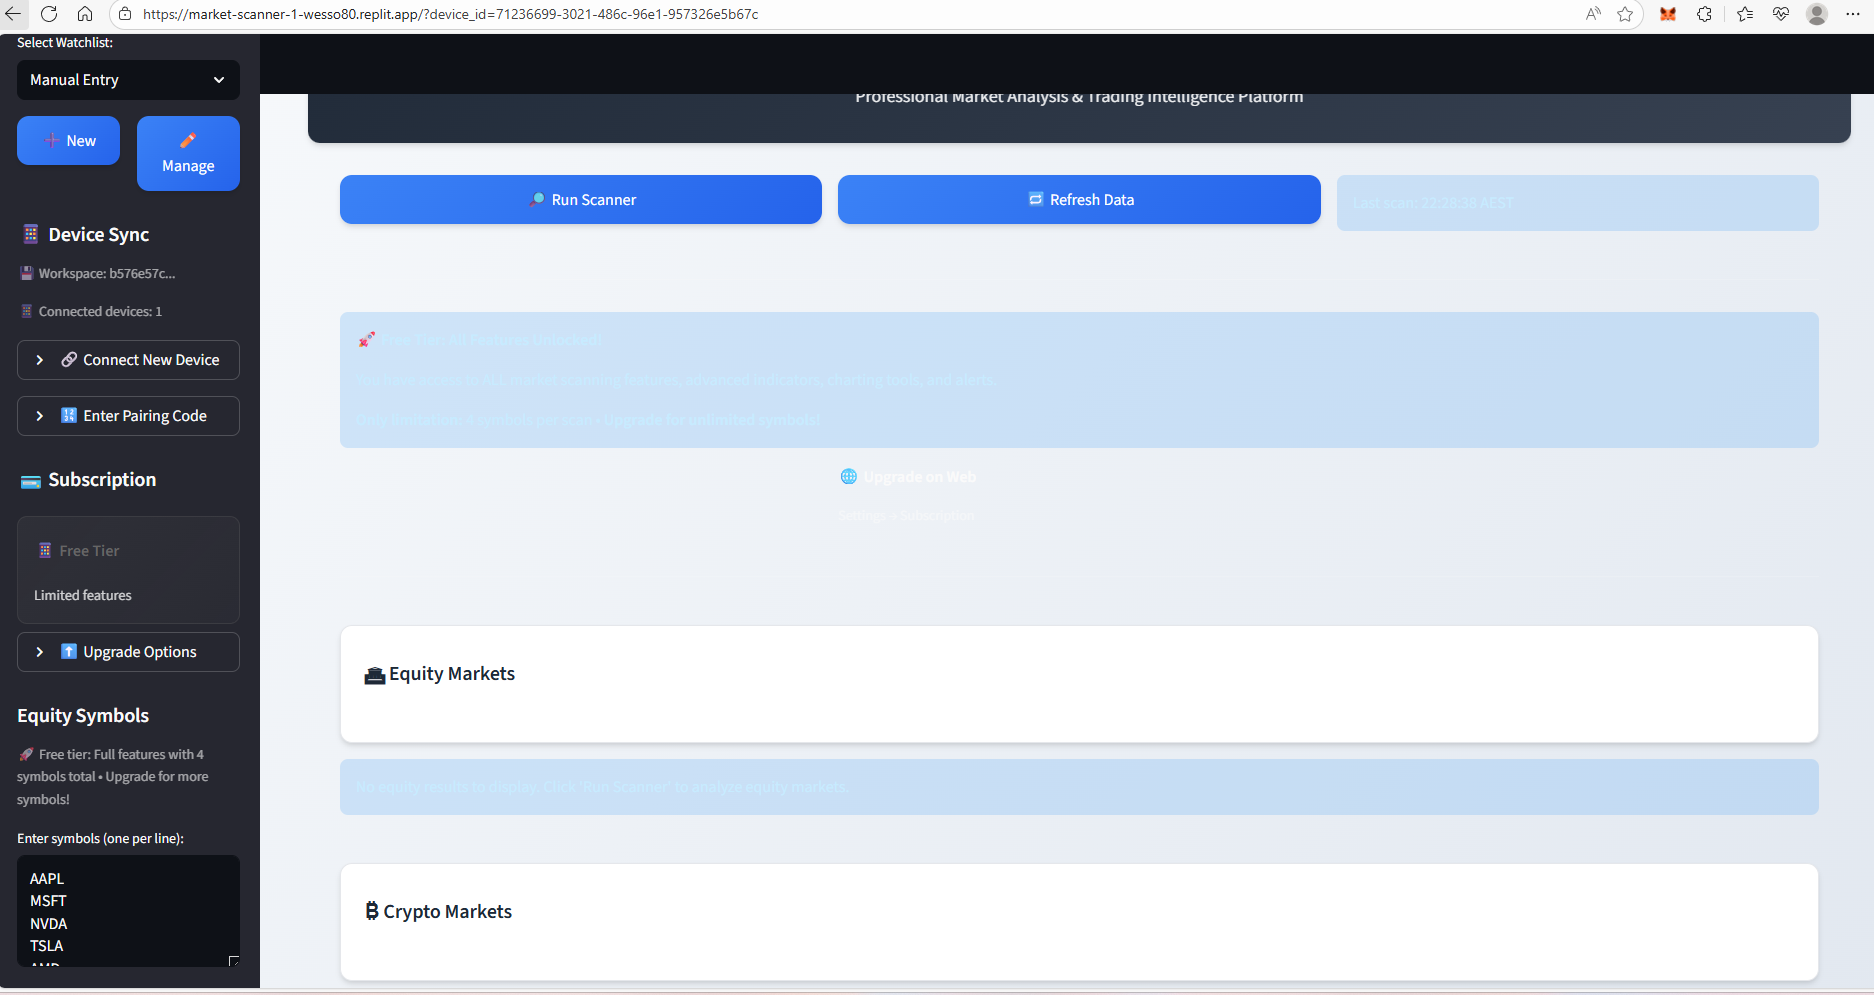 https://market-scanner-1-wesso80.replit.app/?device_id=71236699-3021-486c-96e1-957326e5b67c
Select Watchlist:
Manual Entry
New
Manage
Device Sync
Workspace: b576e57c...
Connected devices: 1
Connect New Device
Enter Pairing Code
Subscription
Free Tier
Limited features
Upgrade Options
Equity Symbols
Free tier: Full features with 4
symbols total • Upgrade for more
symbols!
Enter symbols (one per line):
AAPL
MSFT
NVDA
TSLA
AMD
Professional Market Analysis & Trading Intelligence Platform
Run Scanner
Refresh Data
Last scan: 22:28:38 AEST
Free Tier: All Features Unlocked!
You have access to ALL market scanning features, advanced indicators, charting tools, and alerts
Only limitation: 4 symbols per scan • Upgrade for unlimited symbols!
Upgrade on Web
Settings → Subscription
Equity Markets
No equity results to display. Click 'Run Scanner' to analyze equity markets.
Crypto Markets